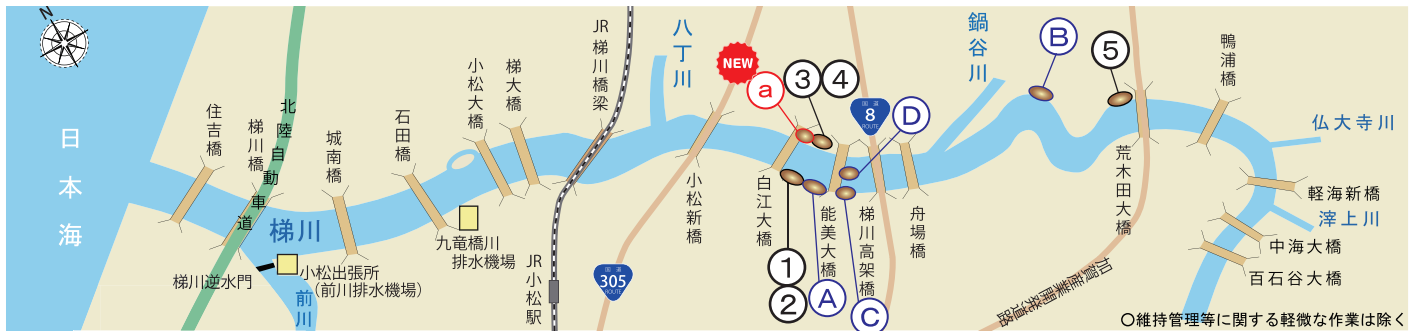 N
日本海
住吉橋
梯川橋
北陸自動車道
城南橋
石田橋
小松大橋
梯大橋
JR梯川橋梁
八丁川
NEW
a
3
4
国道
8
ROUTE
D
鍋谷川
B
5
鴨浦橋
仏大寺川
梯川
梯川逆水門
小松出張所
(前川排水機場)
前川
九竜橋川
排水機場
JR小松駅
国道
305
ROUTE
小松新橋
白江大橋
1
2
能美大橋
A
梯川高架橋
C
舟場橋
荒木田大橋
加賀産業開発道路
軽海新橋
滓上川
中海大橋
百石谷大橋
〇維持管理等に関する軽微な作業は除く